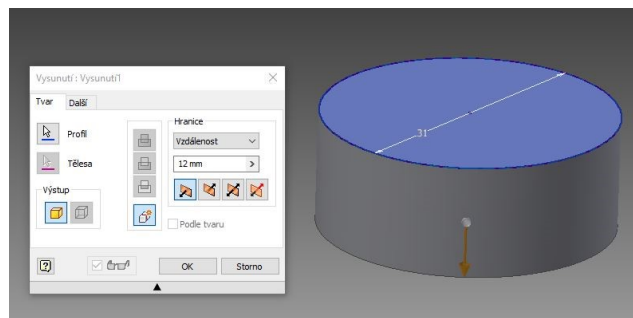 Vysunutí : Vysunutí1
Tvar Další
Profil
Tělesa
Výstup
Hranice
Vzdálenost
12 mm
Podle tvaru
OK Storno
31